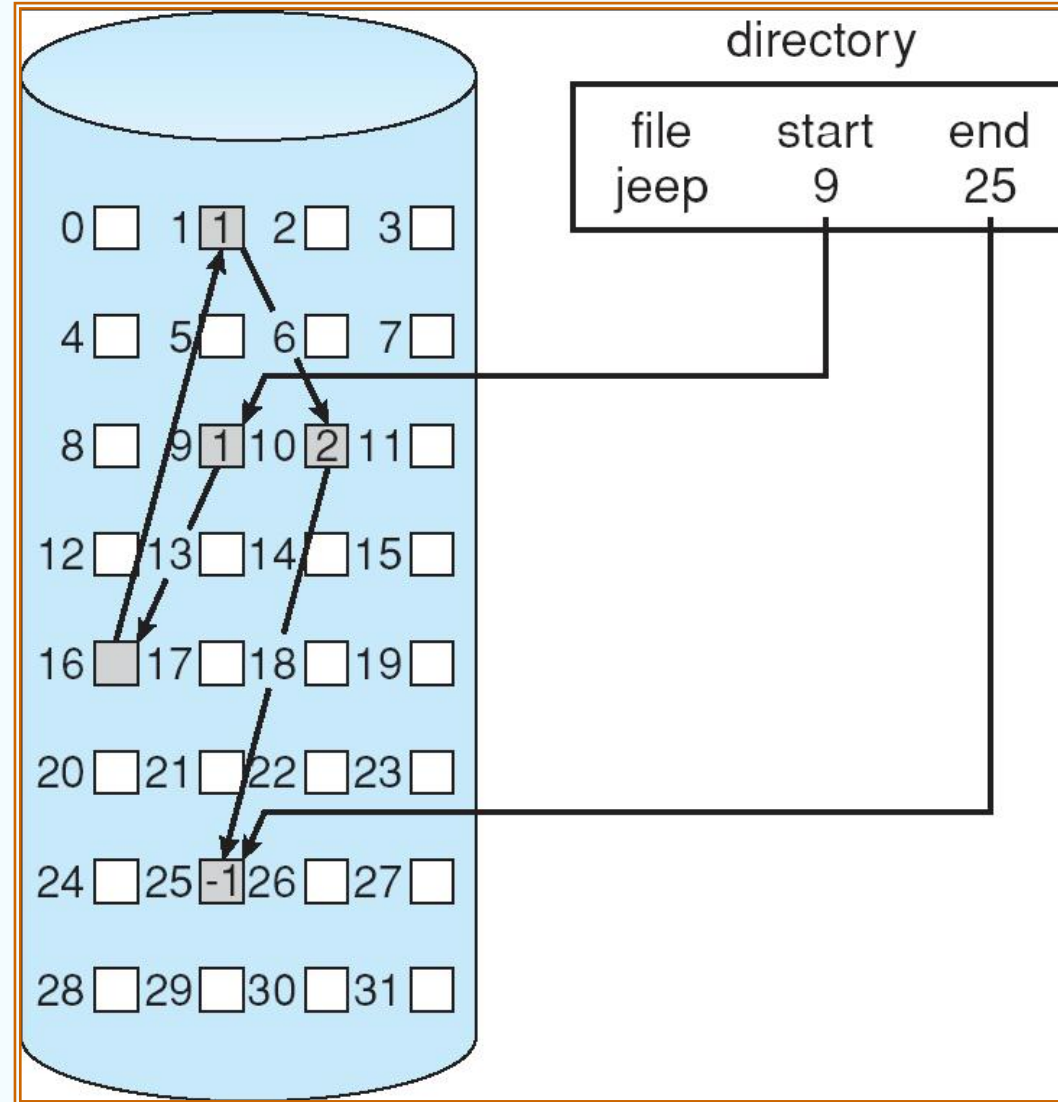 directory
file start end
jeep 9 25
0 1 1 2 3
4 5 6 7
8 9 1 10 2 11
12 13 14 15
16 17 18 19
20 21 22 23
24 25 -1 26 27
28 29 30 31